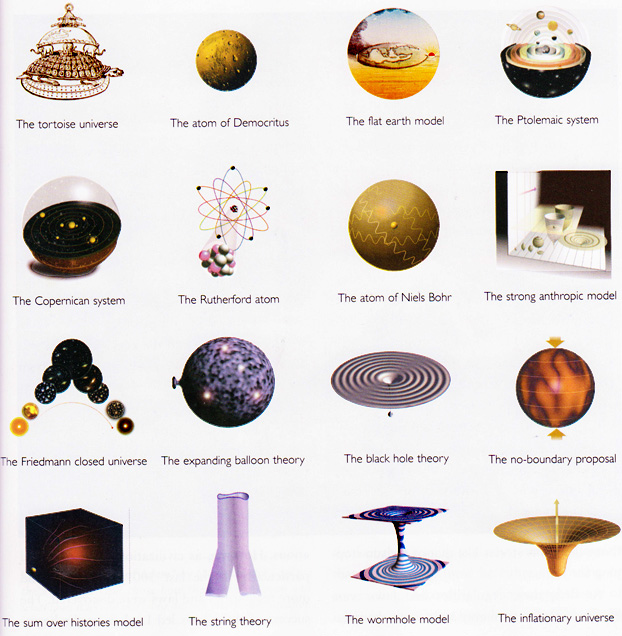 The tortoise universe
The atom of Democritus
The flat earth model
The Ptolemaic system
The Copernican system
The Rutherford atom
The atom of Niels Bohr
The strong anthropic model
The Friedmann closed universe
The expanding balloon theory
The black hole theory
The no-boundary proposal
The sum over histories model
The string theory
The wormhole model
The inflationary universe